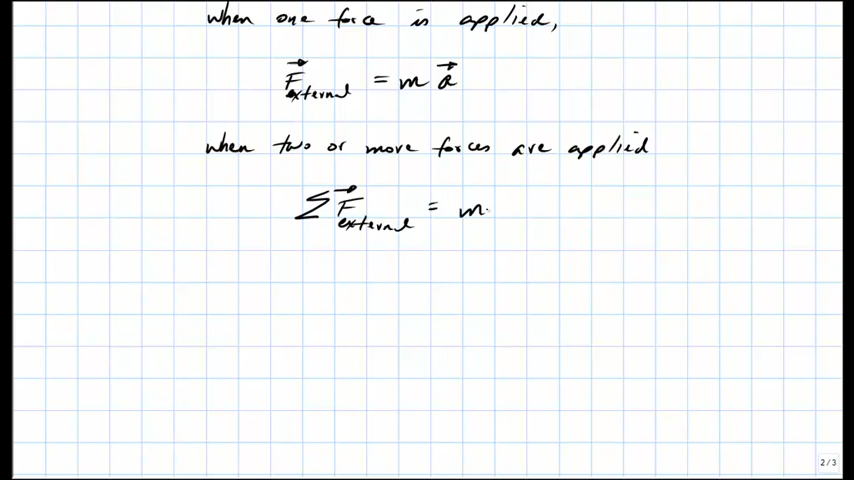 when one force is applied,
F⃗external = m a⃗
when two or more forces are applied
ΣF⃗external = m
2/3